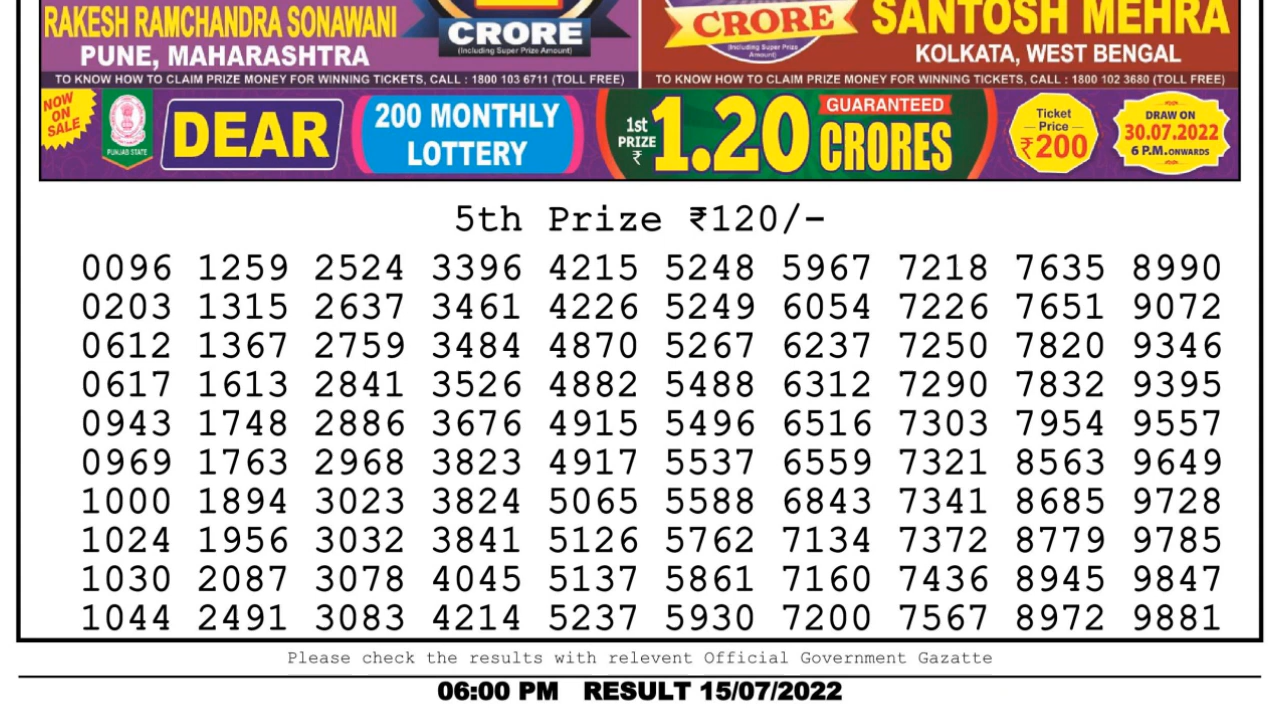 RAKESH RAMCHANDRA SONAWANI
PUNE, MAHARASHTRA
CRORE
(Including Super Prize Amount)
CRORE
(Including Super Prize Amount)
SANTOSH MEHRA
KOLKATA, WEST BENGAL
TO KNOW HOW TO CLAIM PRIZE MONEY FOR WINNING TICKETS, CALL : 1800 103 6711 (TOLL FREE)
TO KNOW HOW TO CLAIM PRIZE MONEY FOR WINNING TICKETS, CALL : 1800 102 3680 (TOLL FREE)
NOW
ON
SALE
PUNJAB STATE
DEAR
200 MONTHLY
LOTTERY
1st
PRIZE
₹
1.20
GUARANTEED
CRORES
Ticket
Price
₹200
DRAW ON
30.07.2022
6 P.M. ONWARDS
5th Prize ₹120/-
0096 1259 2524 3396 4215 5248 5967 7218 7635 8990
0203 1315 2637 3461 4226 5249 6054 7226 7651 9072
0612 1367 2759 3484 4870 5267 6237 7250 7820 9346
0617 1613 2841 3526 4882 5488 6312 7290 7832 9395
0943 1748 2886 3676 4915 5496 6516 7303 7954 9557
0969 1763 2968 3823 4917 5537 6559 7321 8563 9649
1000 1894 3023 3824 5065 5588 6843 7341 8685 9728
1024 1956 3032 3841 5126 5762 7134 7372 8779 9785
1030 2087 3078 4045 5137 5861 7160 7436 8945 9847
1044 2491 3083 4214 5237 5930 7200 7567 8972 9881
Please check the results with relevent Official Government Gazatte
06:00 PM RESULT 15/07/2022